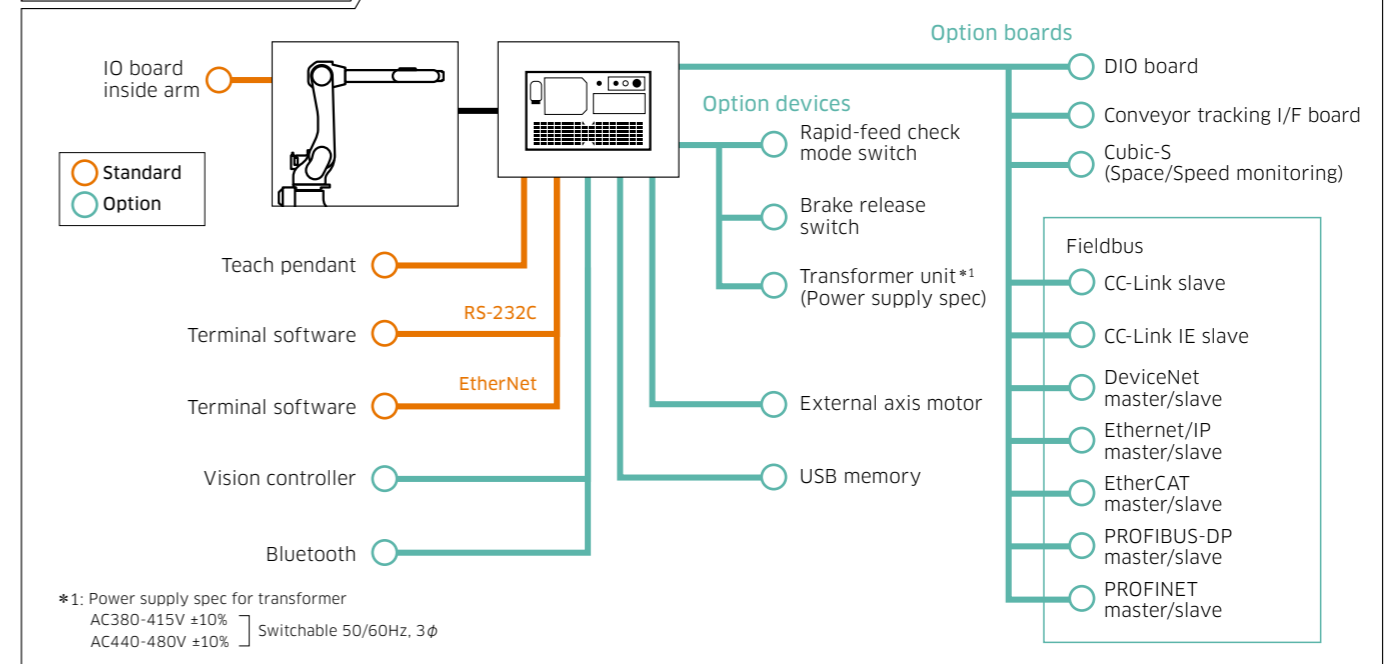 Option boards
IO board
inside arm
DIO board
Option devices
Conveyor tracking I/F board
Rapid-feed check
mode switch
Cubic-S
(Space/Speed monitoring)
Standard
Option
Brake release
switch
Fieldbus
Teach pendant
Transformer unit*1
(Power supply spec)
CC-Link slave
RS-232C
Terminal software
CC-Link IE slave
EtherNet
Terminal software
External axis motor
DeviceNet
master/slave
Ethernet/IP
master/slave
Vision controller
USB memory
EtherCAT
master/slave
Bluetooth
PROFIBUS-DP
master/slave
PROFINET
master/slave
*1: Power supply spec for transformer
AC380-415V ±10%
AC440-480V ±10%
Switchable 50/60Hz, 3φ